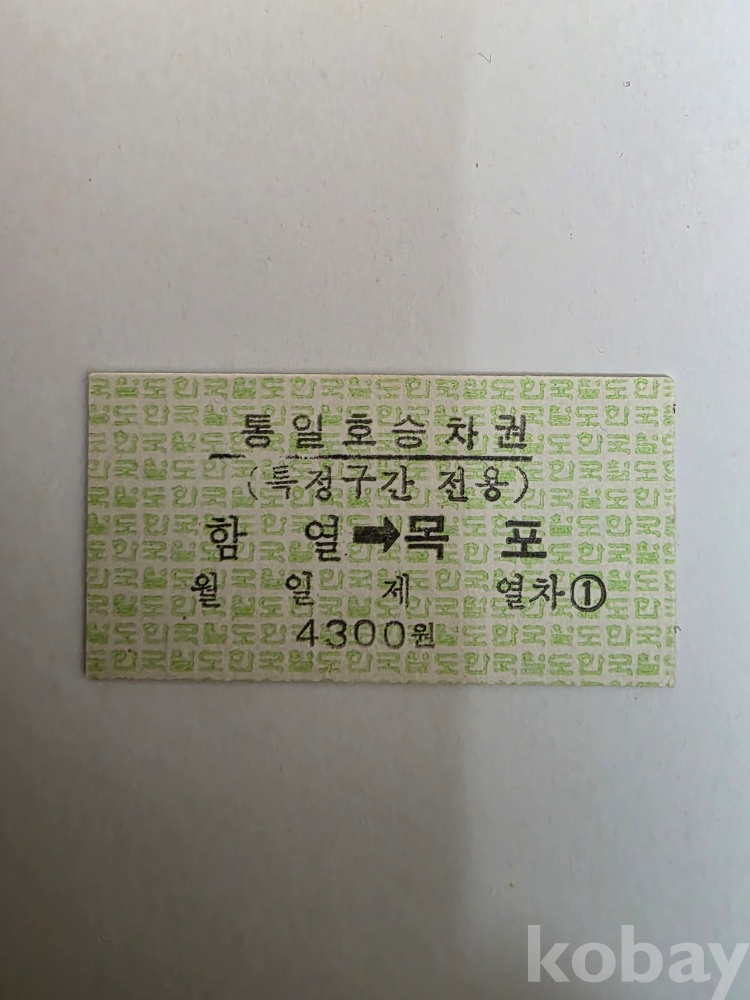 통일호승차권
(특정구간 전용)
함 열➡목 포
월 일 제 열차①
4300원
kobay